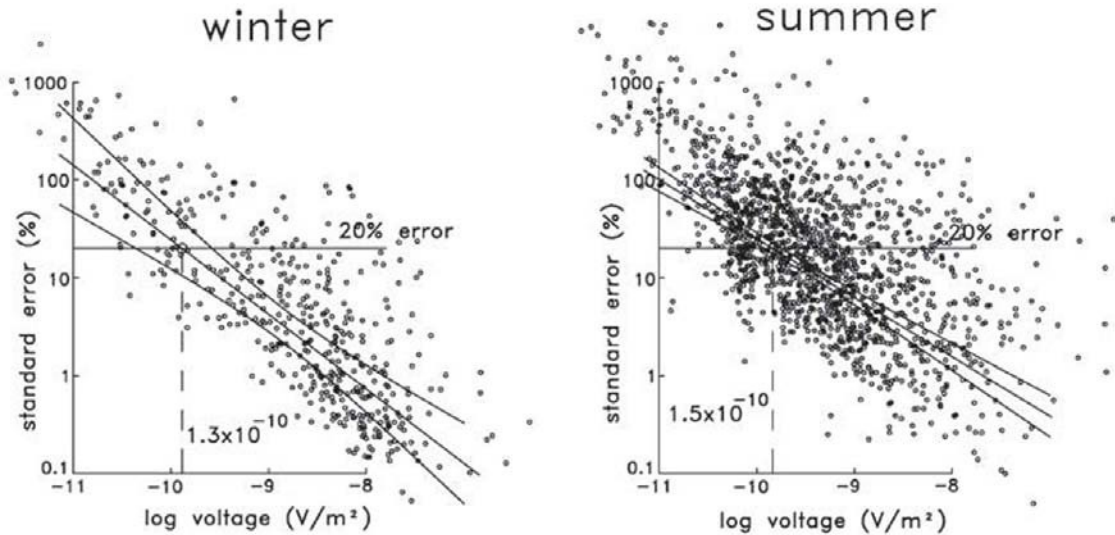 winter
standard error (%)
1000
100
10
1
0.1
20% error
1.3x10⁻¹⁰
-11
-10
-9
-8
log voltage (V/m²)
summer
standard error (%)
1000
100
10
1
0.1
20% error
1.5x10⁻¹⁰
-11
-10
-9
-8
log voltage (V/m²)